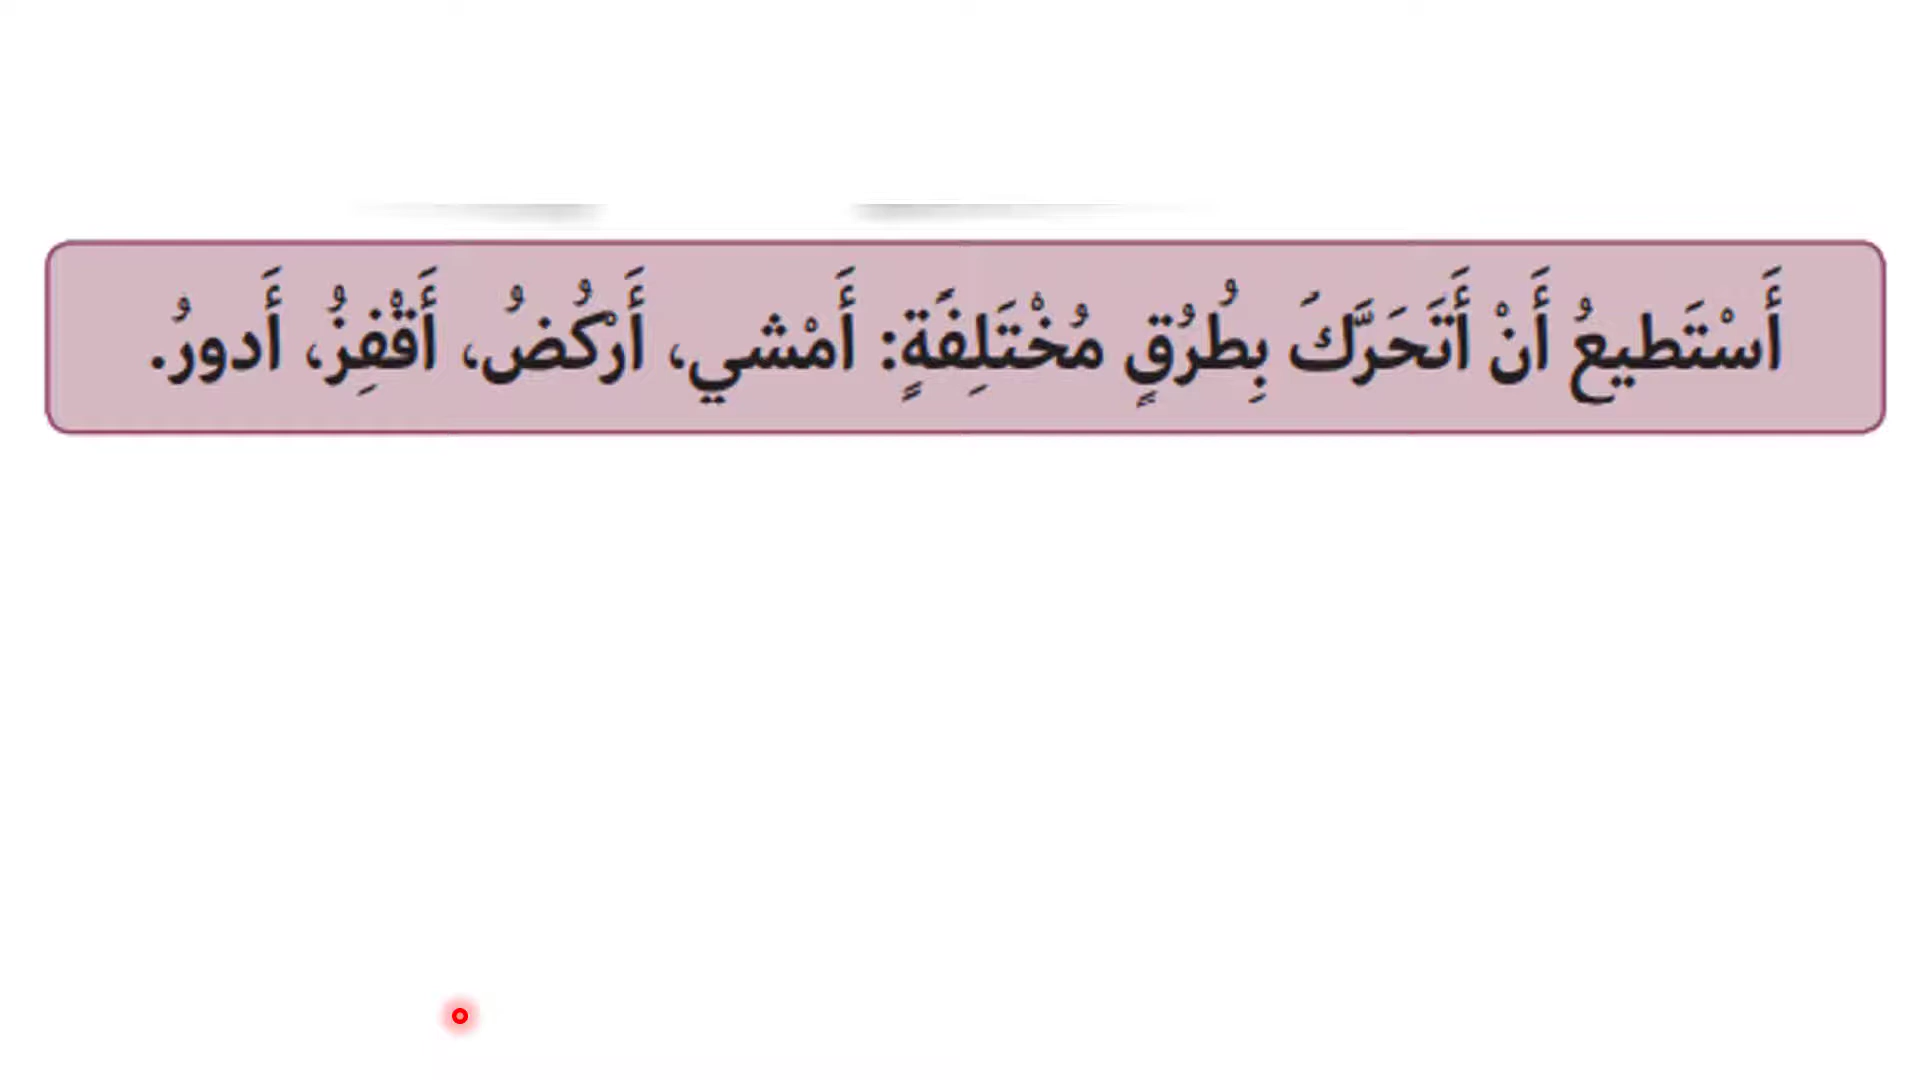 أَسْتَطيعُ أَنْ أَتَحَرَّكَ بِطُرُقٍ مُخْتَلِفَةٍ: أَمْشي، أَرْكُضُ، أَقْفِزُ، أَدورُ.